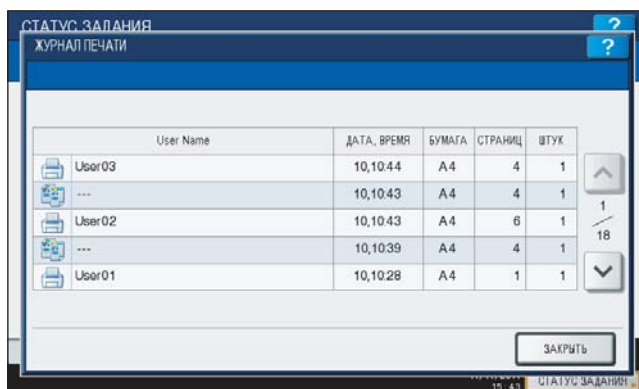 СТАТУС ЗАДАНИЯ ?
ЖУРНАЛ ПЕЧАТИ ?
User Name ДАТА, ВРЕМЯ БУМАГА СТРАНИЦ ШТУК
User03 10,10:44 A4 4 1
--- 10,10:43 A4 4 1
User02 10,10:43 A4 6 1
--- 10,10:39 A4 4 1
User01 10,10:28 A4 1 1
1
18
ЗАКРЫТЬ
15:43 СТАТУС ЗАДАНИЯ